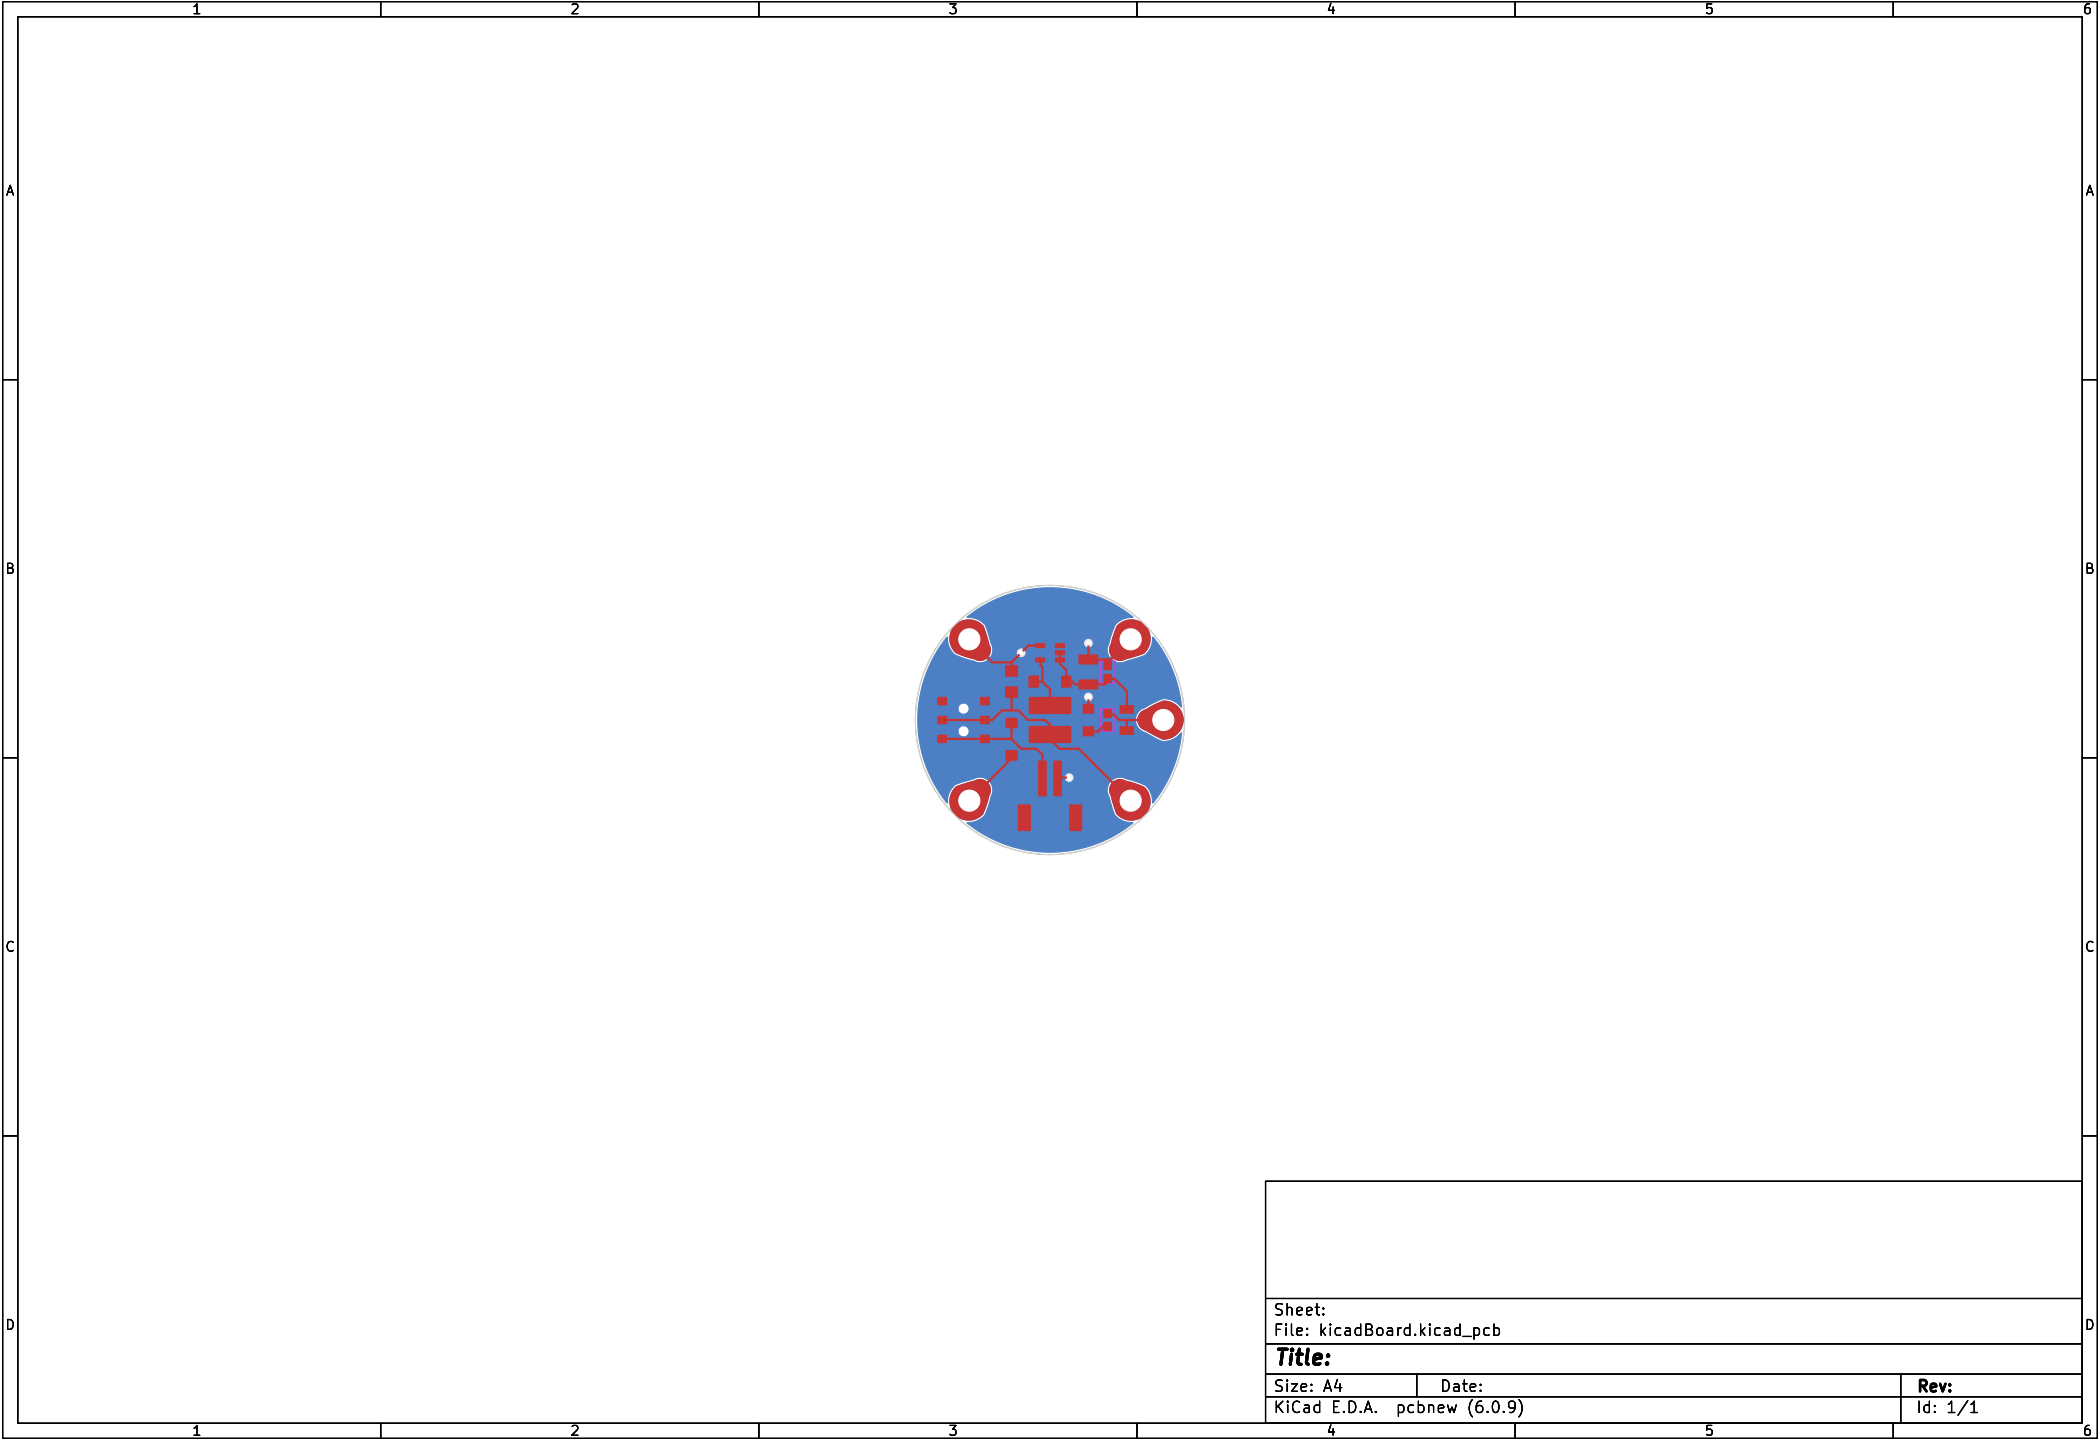 1 2 3 4 5 6
A A
B B
C C
D D
Sheet:
File: kicadBoard.kicad_pcb
Title:
Size: A4 Date: Rev:
KiCad E.D.A. pcbnew (6.0.9) Id: 1/1
1 2 3 4 5 6